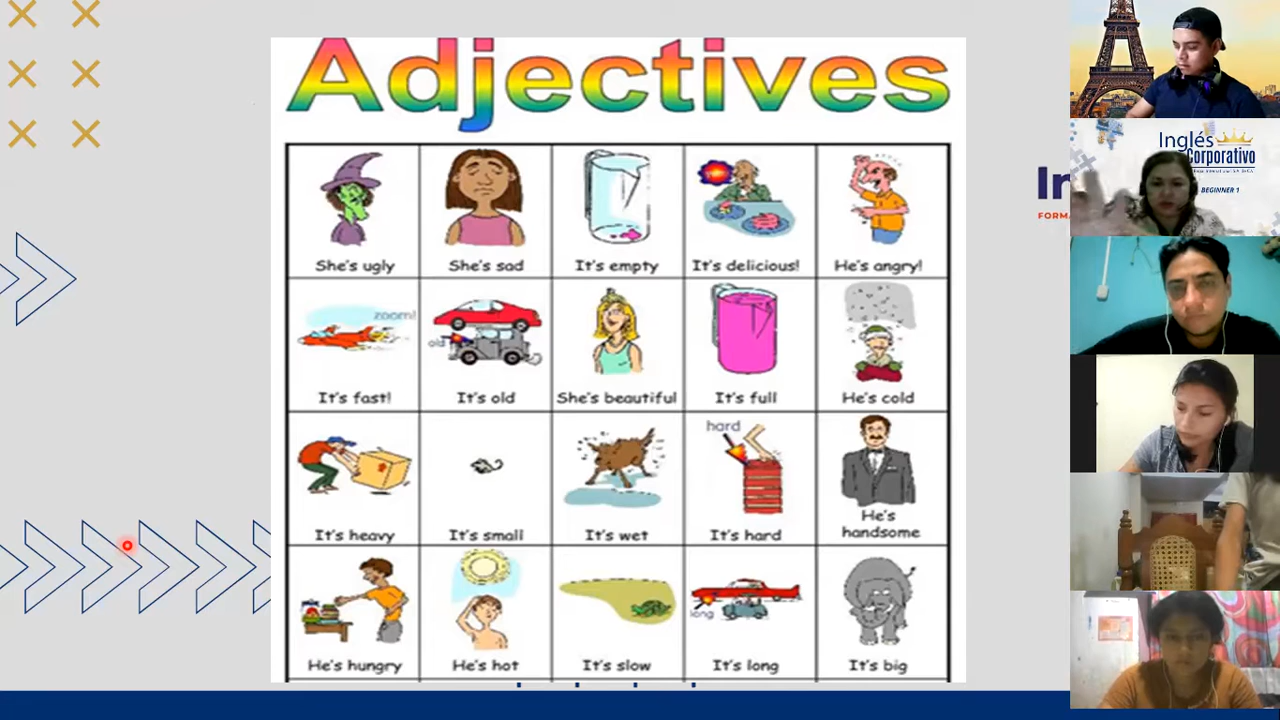 Adjectives
She's ugly
She's sad
It's empty
It's delicious!
He's angry!
zoom!
old
It's fast!
It's old
She's beautiful
It's full
He's cold
hard
It's heavy
It's small
It's wet
It's hard
He's
handsome
long
He's hungry
He's hot
It's slow
It's long
It's big
Inglés
Corporativo
BEGINNER 1
In
FORM